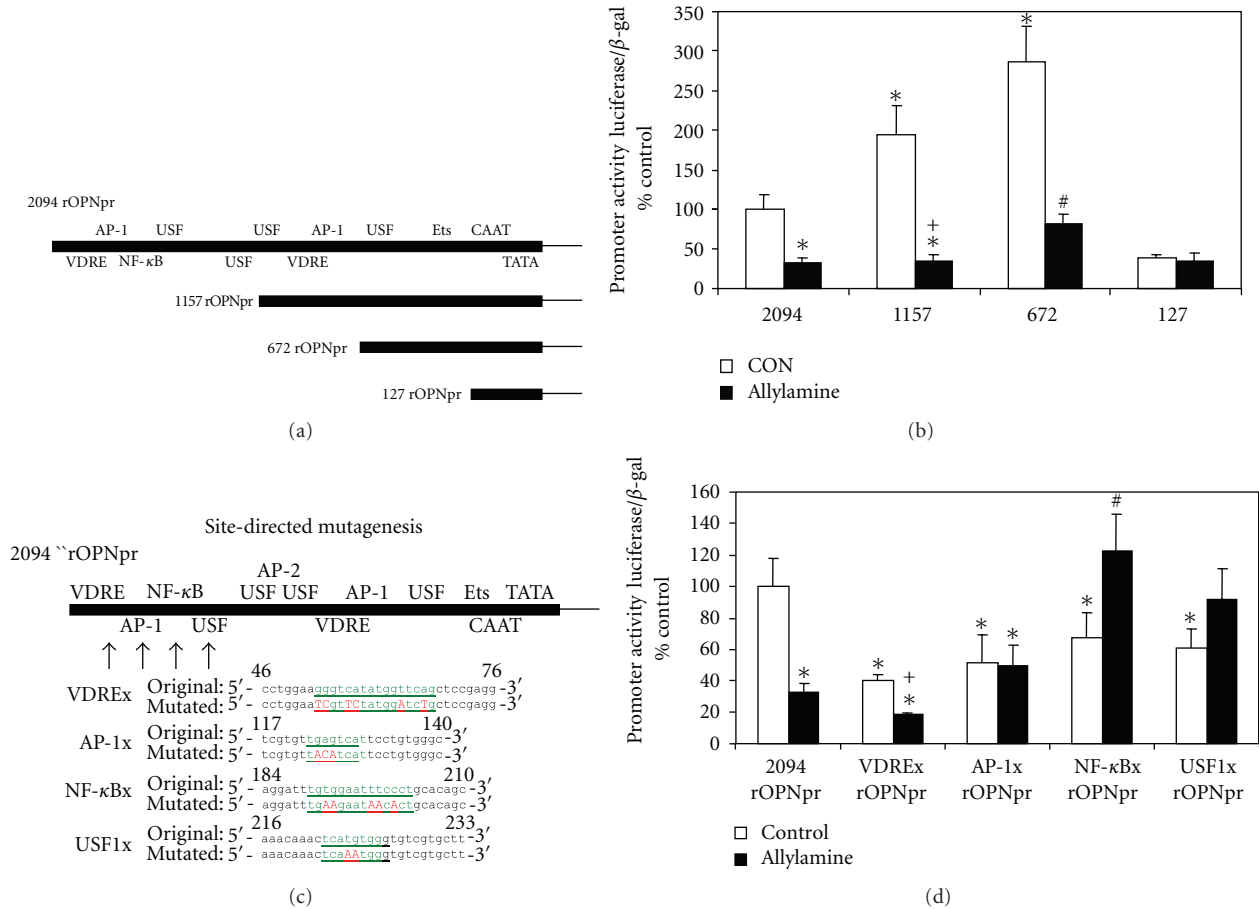 2094 rOPNpr
AP-1 USF USF AP-1 USF Ets CAAT
VDRE NF-κB USF VDRE TATA
1157 rOPNpr
672 rOPNpr
127 rOPNpr
(a)
Promoter activity luciferase/β-gal
% control
350
300
250
200
150
100
50
0
* * * + * * #
2094 1157 672 127
CON
Allylamine
(b)
Site-directed mutagenesis
2094 ``rOPNpr
AP-2
VDRE NF-κB USF USF AP-1 USF Ets TATA
AP-1 USF VDRE CAAT
46 76
VDREx
Original: 5′ - cctggaagggtcatatggttcagctccgagg -3′
Mutated: 5′ - cctggaaTCgtTCtatggAtcTgctccgagg -3′
117 140
AP-1x
Original: 5′ - tcgtgttgagtcattcctgtgggc -3′
Mutated: 5′ - tcgtgttACAtcattcctgtgggc -3′
184 210
NF-κBx
Original: 5′ - aggatttgtggaatttccctgcacagc -3′
Mutated: 5′ - aggatttgAAgaatAAcActgcacagc -3′
216 233
USF1x
Original: 5′ - aaacaaactcatgtgggtgtcgtgctt -3′
Mutated: 5′ - aaacaaactcaAAtgggtgtcgtgctt -3′
(c)
Promoter activity luciferase/β-gal
% control
160
140
120
100
80
60
40
20
0
* * + * * * * # *
2094 VDREx AP-1x NF-κBx USF1x
rOPNpr rOPNpr rOPNpr rOPNpr rOPNpr
Control
Allylamine
(d)